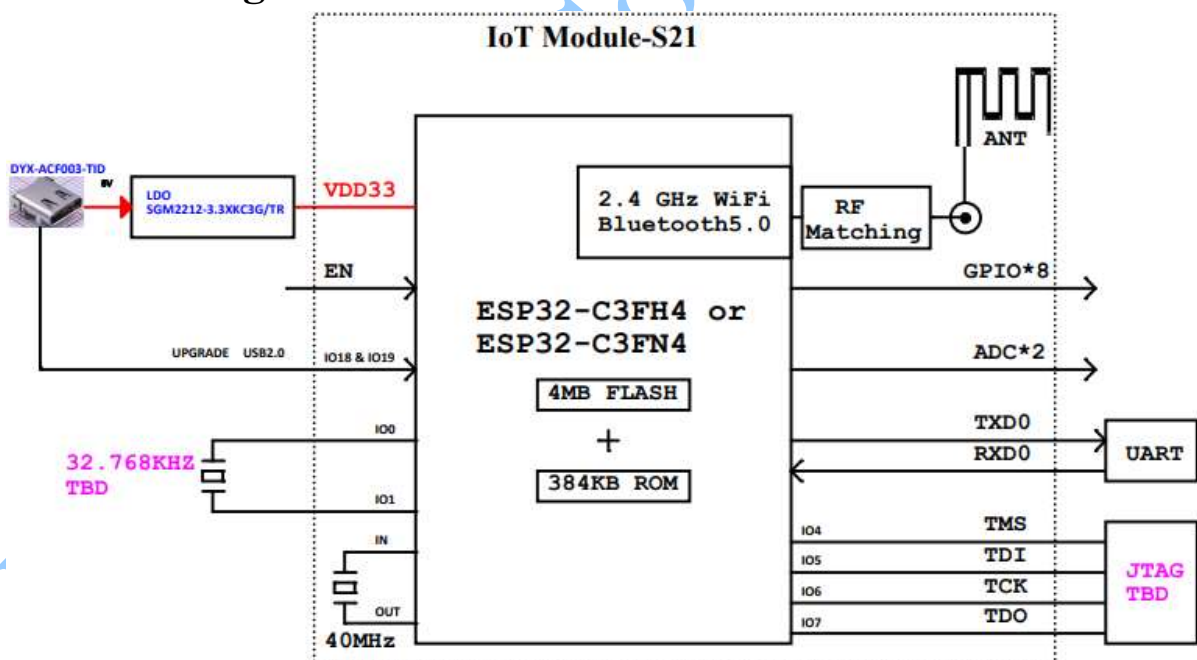 IoT Module-S21
ANT
DYX-ACF003-TID
LDO
SGM2212-3.3XKC3G/TR
VDD33
2.4 GHz WiFi
Bluetooth5.0
RF
Matching
EN
GPIO*8
ESP32-C3FH4 or
ESP32-C3FN4
UPGRADE USB2.0
IO18 & IO19
ADC*2
4MB FLASH
+
384KB ROM
IO0
32.768KHZ
TBD
IO1
TXD0
RXD0
UART
IN
OUT
40MHz
IO4
TMS
IO5
TDI
IO6
TCK
IO7
TDO
JTAG
TBD